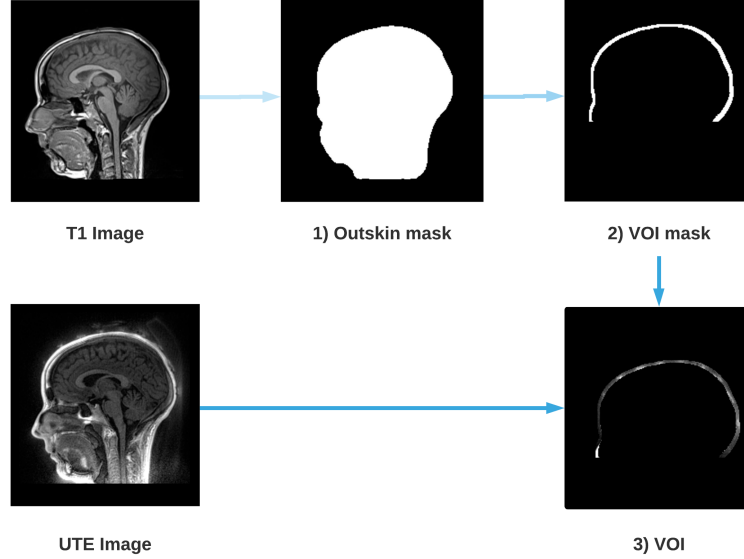 T1 Image
1) Outskin mask
2) VOI mask
UTE Image
3) VOI